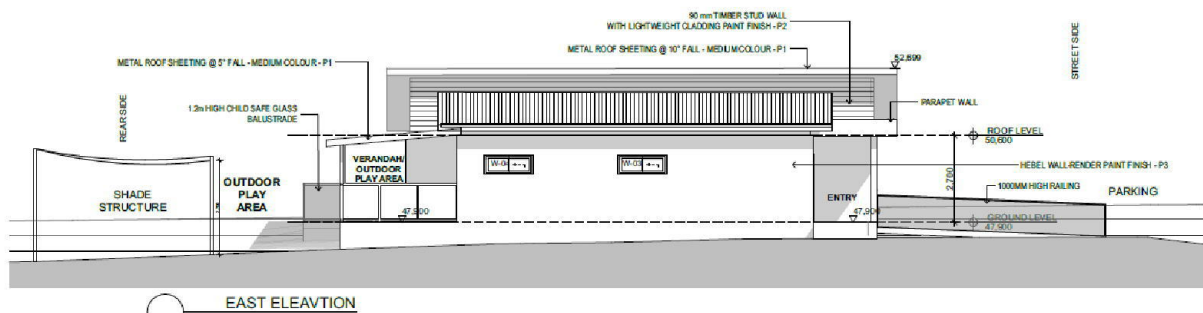 90 mm TIMBER STUD WALL
WITH LIGHTWEIGHT CLADDING PAINT FINISH - P2
METAL ROOF SHEETING @ 10° FALL - MEDIUM COLOUR - P1
METAL ROOF SHEETING @ 5° FALL - MEDIUM COLOUR - P1
52,699
STREET SIDE
REAR SIDE
1.2m HIGH CHILD SAFE GLASS
BALUSTRADE
PARAPET WALL
ROOF LEVEL
50,600
VERANDAH/
OUTDOOR
PLAY AREA
W-04
W-03
HEBEL WALL-RENDER PAINT FINISH - P3
2,700
1000MM HIGH RAILING
PARKING
SHADE
STRUCTURE
OUTDOOR
PLAY
AREA
ENTRY
47,900
47,900
GROUND LEVEL
47,900
EAST ELEAVTION